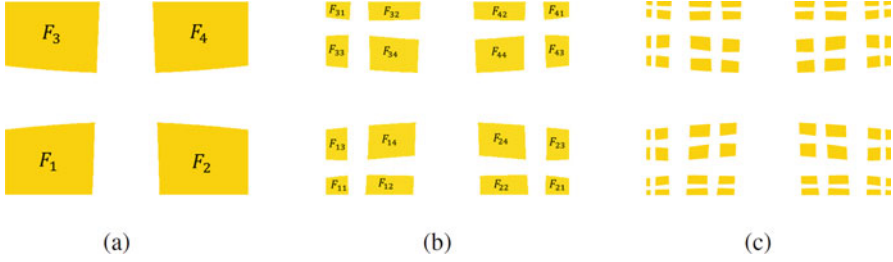 F₃ F₄ F₃₁ F₃₂ F₄₂ F₄₁
F₃₃ F₃₄ F₄₄ F₄₃
F₁ F₂ F₁₃ F₁₄ F₂₄ F₂₃
F₁₁ F₁₂ F₂₂ F₂₁
(a) (b) (c)